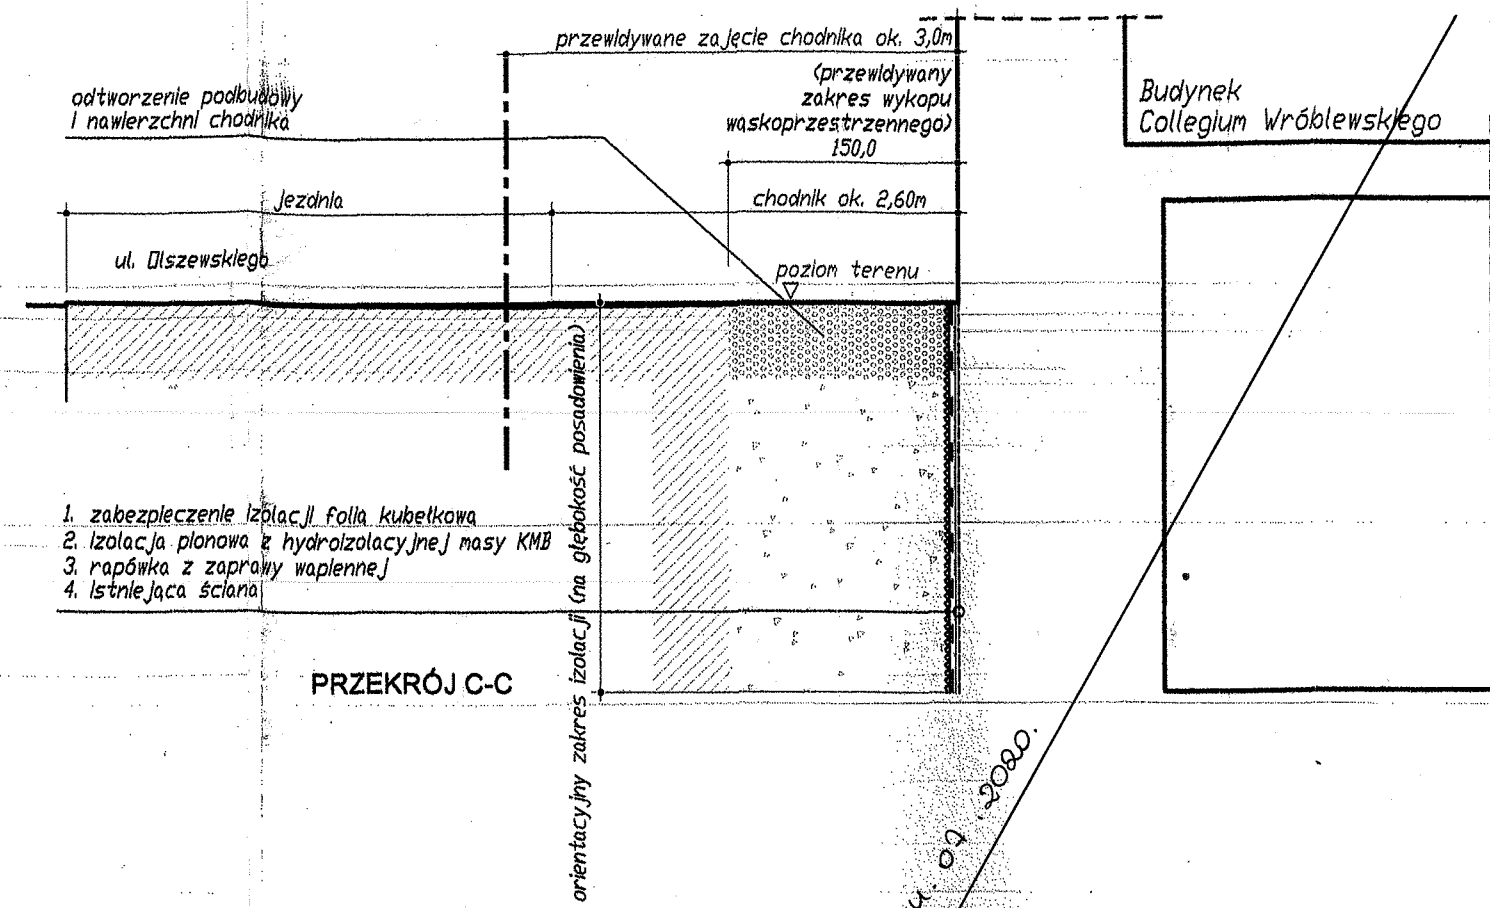 przewidywane zajęcie chodnika ok. 3,0m
(przewidywany
zakres wykopu
wąskoprzestrzennego)
150,0
odtworzenie podbudowy
i nawierzchni chodnika
Budynek
Collegium Wróblewskiego
jezdnia
chodnik ok. 2,60m
ul. Olszewskiego
poziom terenu
orientacyjny zakres izolacji (na głębokość posadowienia)
1. zabezpieczenie izolacji folią kubełkową
2. izolacja pionowa z hydroizolacyjnej masy KMB
3. rapówka z zaprawy wapiennej
4. istniejąca ściana
PRZEKRÓJ C-C
07.2020.